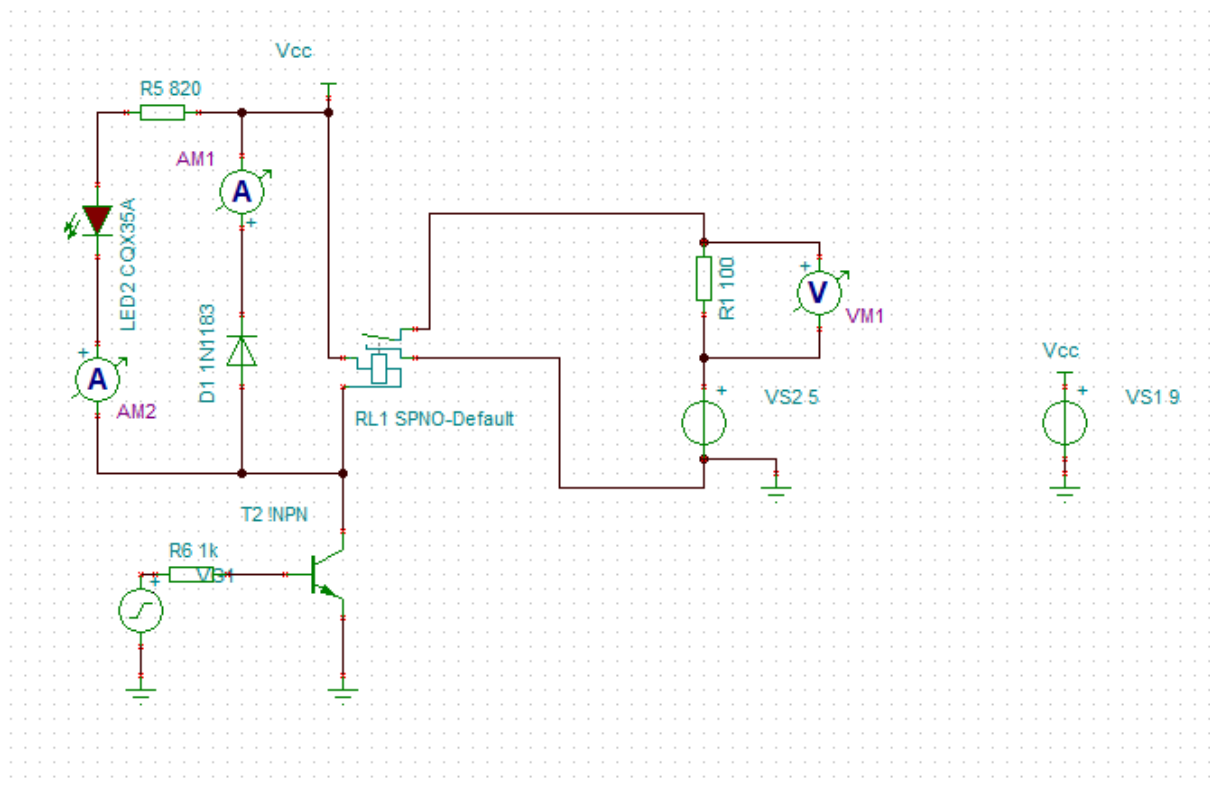 Vcc
R5 820
AM1
A
+
LED2 CQX35A
D1 1N1183
+
A
AM2
RL1 SPNO-Default
R1 100
+
V
VM1
+
VS2 5
Vcc
+
VS1 9
T2 !NPN
R6 1k
VG1
+